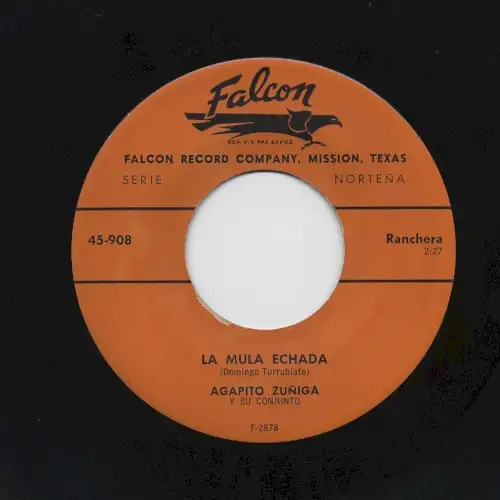 Falcon
REG. U.S. PAT. OFFICE
FALCON RECORD COMPANY, MISSION, TEXAS
SERIE NORTEÑA
45-908 Ranchera
2:27
LA MULA ECHADA
(Domingo Turrubiate)
AGAPITO ZUÑIGA
Y SU CONJUNTO
F-2878